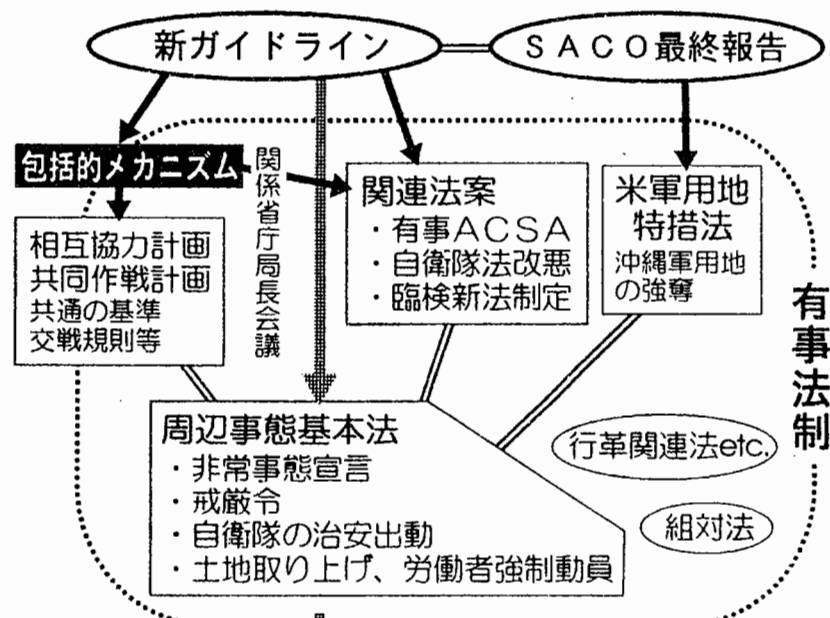 新ガイドライン
SACO最終報告
包括的メカニズム
相互協力計画
共同作戦計画
共通の基準
交戦規則等
関係省庁局長会議
関連法案
・有事ACSA
・自衛隊法改悪
・臨検新法制定
米軍用地
特措法
沖縄軍用地
の強奪
有事法制
周辺事態基本法
・非常事態宣言
・戒厳令
・自衛隊の治安出動
・土地取り上げ、労働者強制動員
行革関連法etc.
組対法